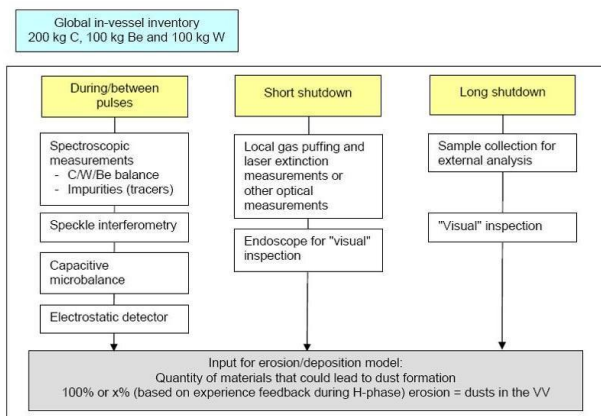 Global in-vessel inventory
200 kg C, 100 kg Be and 100 kg W
During/between
pulses
Spectroscopic
measurements
- C/W/Be balance
- Impurities (tracers)
Speckle interferometry
Capacitive
microbalance
Electrostatic detector
Short shutdown
Local gas puffing and
laser extinction
measurements or
other optical
measurements
Endoscope for "visual"
inspection
Long shutdown
Sample collection for
external analysis
"Visual" inspection
Input for erosion/deposition model:
Quantity of materials that could lead to dust formation
100% or x% (based on experience feedback during H-phase) erosion = dusts in the VV